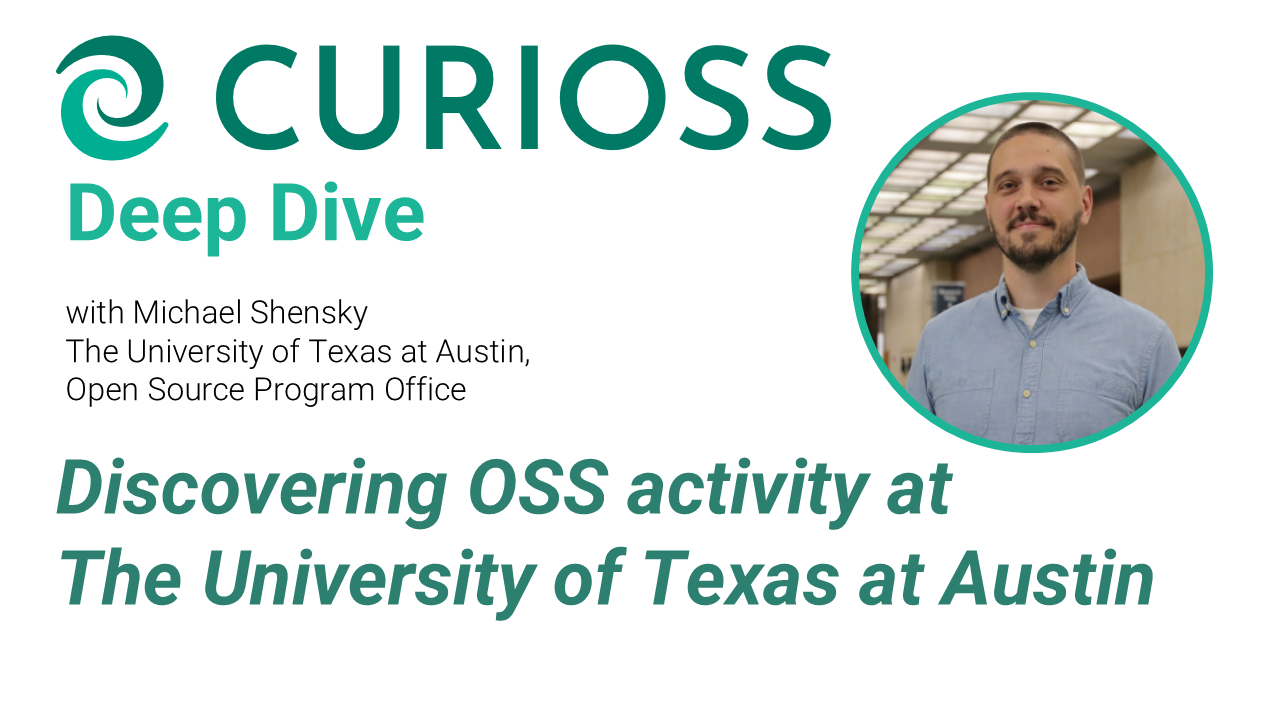 CURIOSS
Deep Dive
with Michael Shensky
The University of Texas at Austin,
Open Source Program Office
Discovering OSS activity at
The University of Texas at Austin